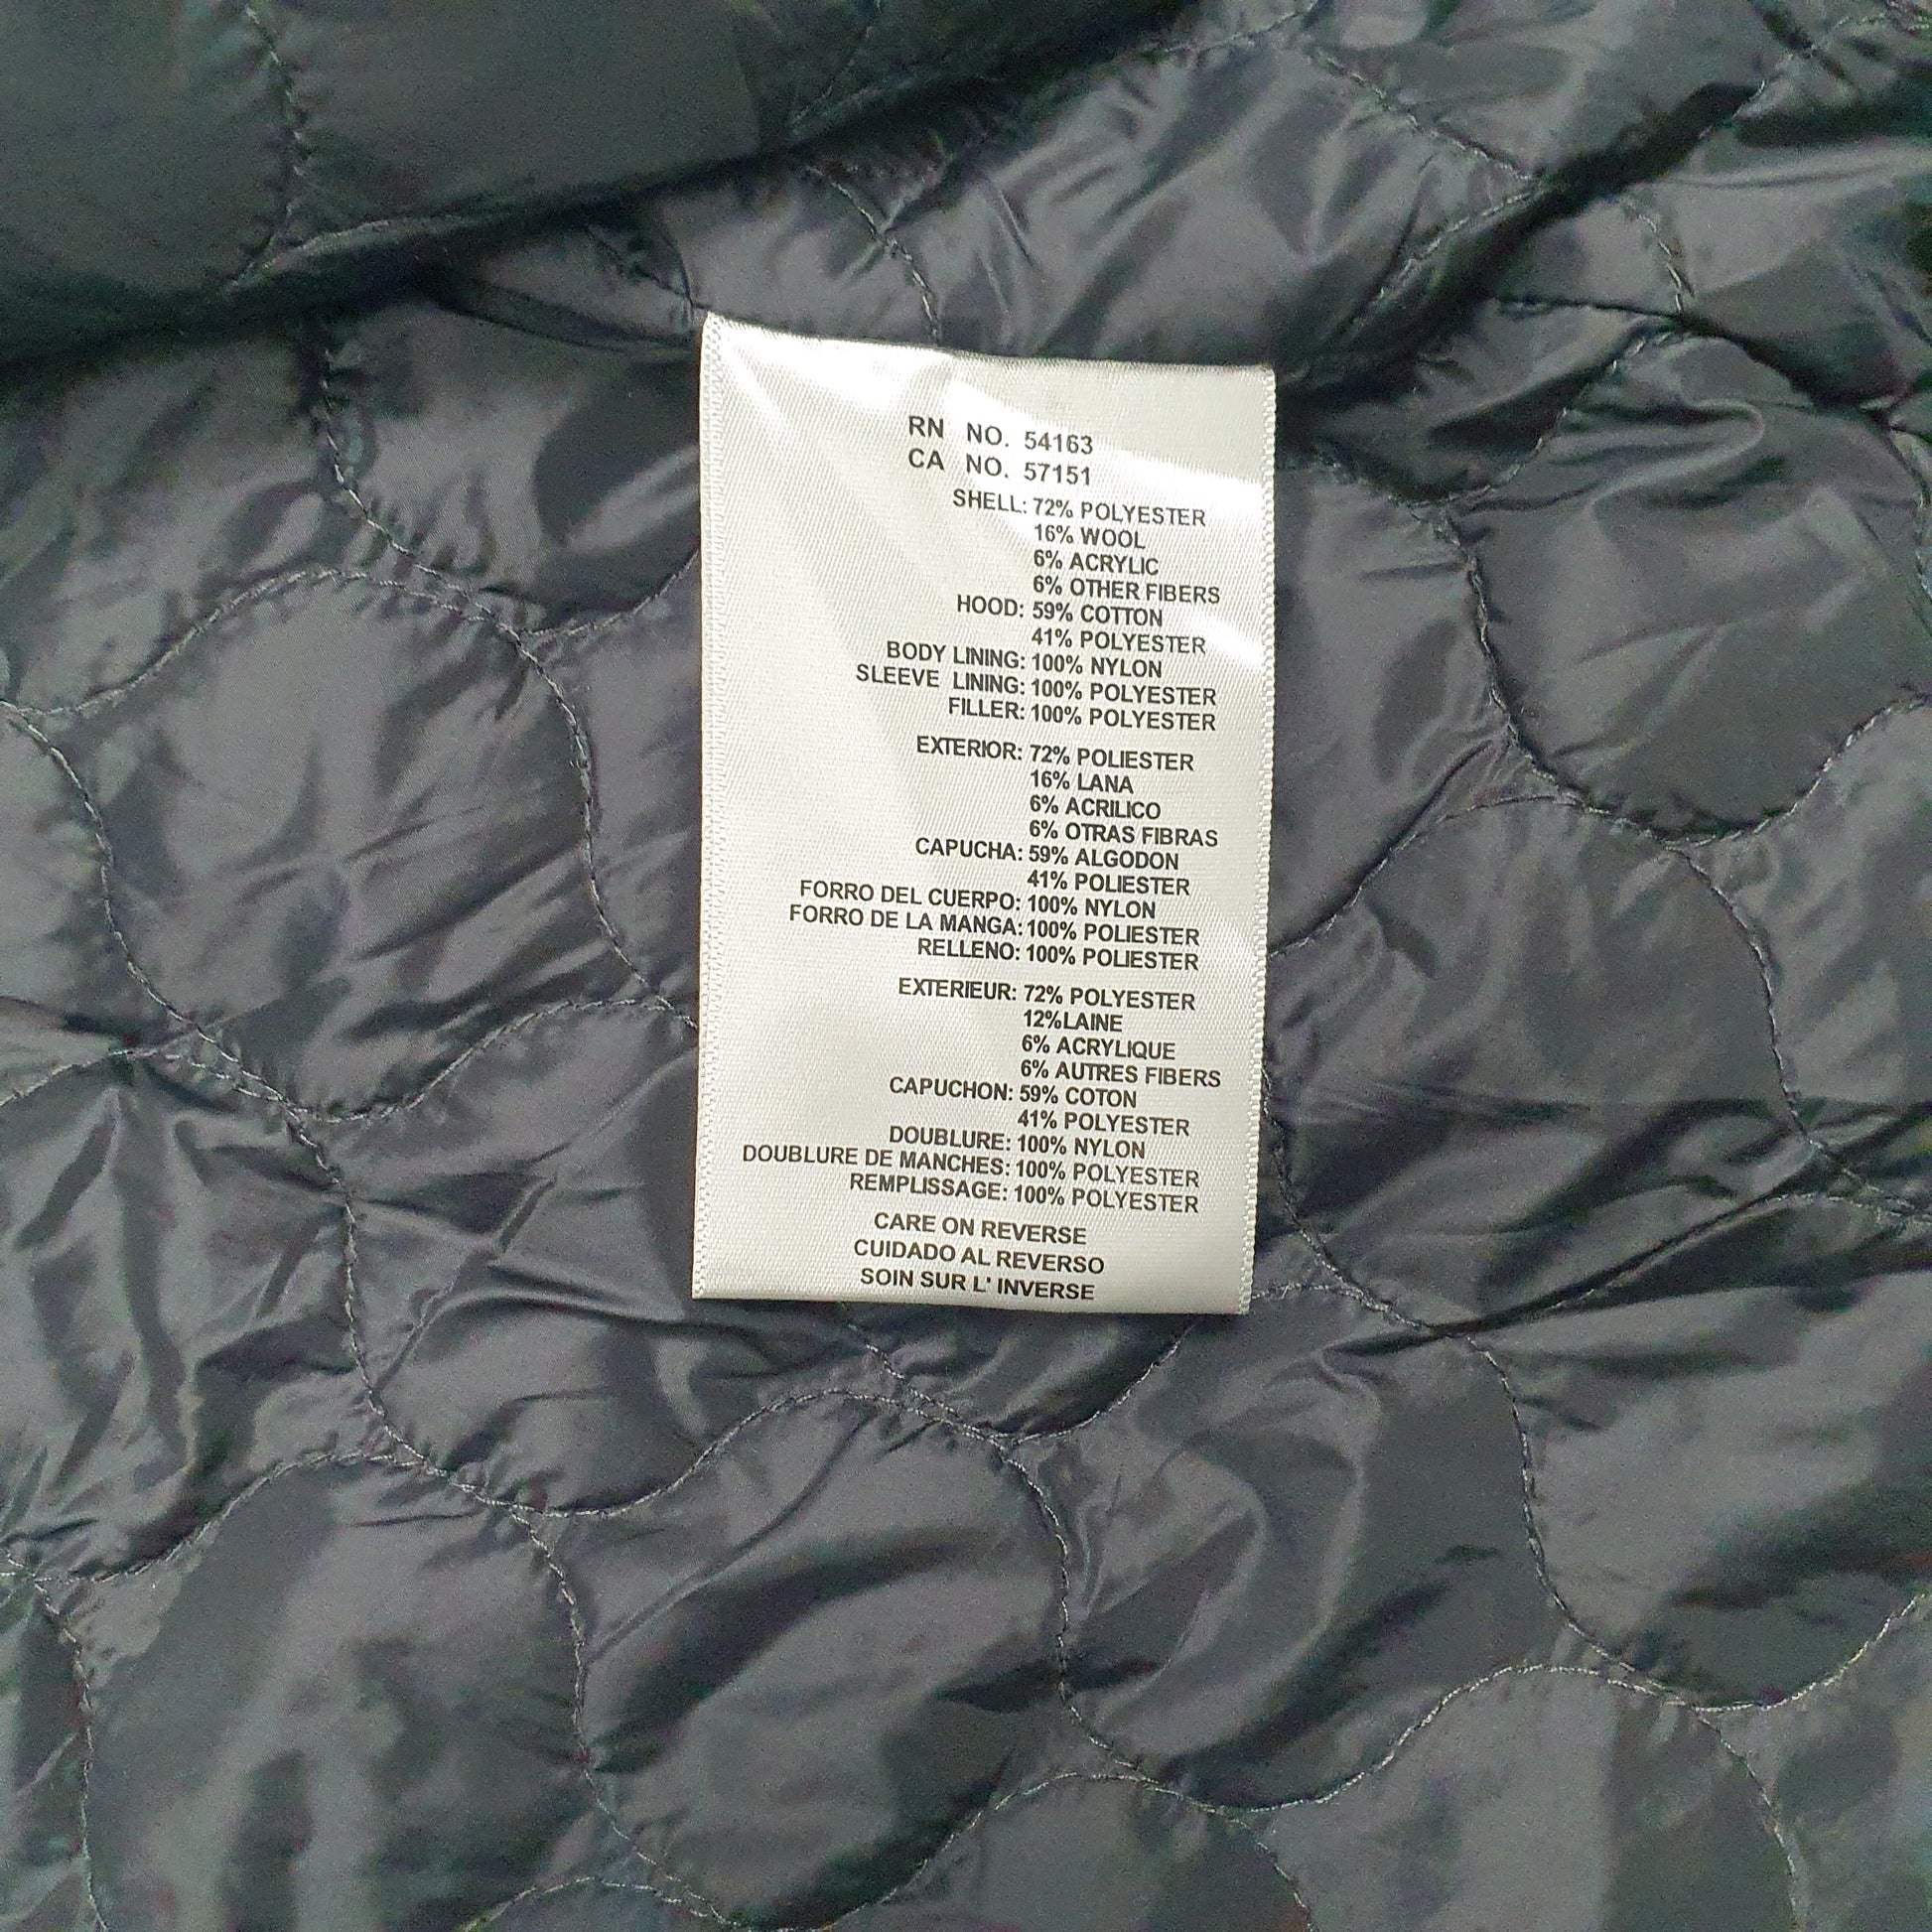 RN NO. 54163
CA NO. 57151
SHELL: 72% POLYESTER
16% WOOL
6% ACRYLIC
6% OTHER FIBERS
HOOD: 59% COTTON
41% POLYESTER
BODY LINING: 100% NYLON
SLEEVE LINING: 100% POLYESTER
FILLER: 100% POLYESTER
EXTERIOR: 72% POLIESTER
16% LANA
6% ACRILICO
6% OTRAS FIBRAS
CAPUCHA: 59% ALGODON
41% POLIESTER
FORRO DEL CUERPO: 100% NYLON
FORRO DE LA MANGA: 100% POLIESTER
RELLENO: 100% POLIESTER
EXTERIEUR: 72% POLYESTER
12%LAINE
6% ACRYLIQUE
6% AUTRES FIBERS
CAPUCHON: 59% COTON
41% POLYESTER
DOUBLURE: 100% NYLON
DOUBLURE DE MANCHES: 100% POLYESTER
REMPLISSAGE: 100% POLYESTER
CARE ON REVERSE
CUIDADO AL REVERSO
SOIN SUR L' INVERSE